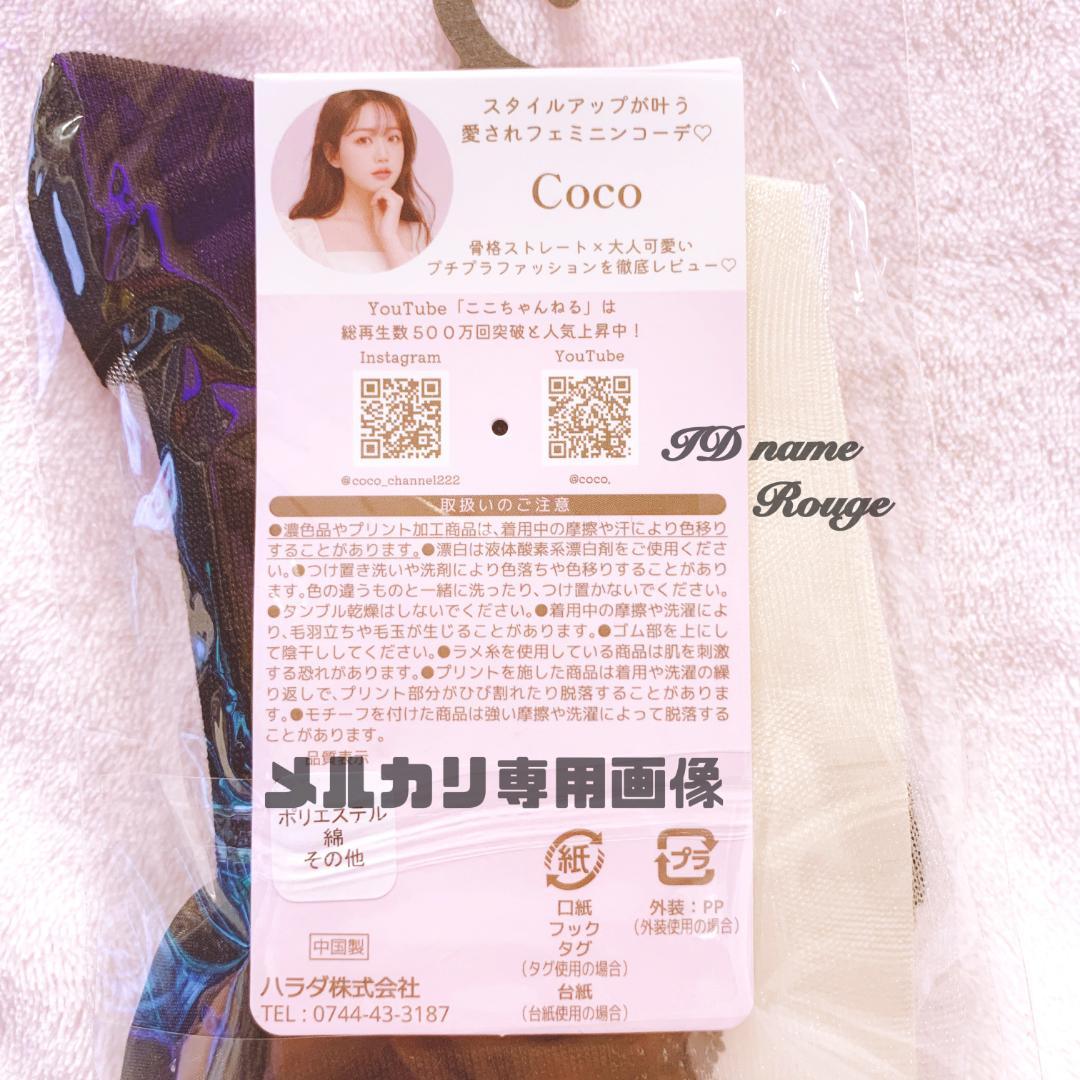 スタイルアップが叶う
愛されフェミニンコーデ♡
Coco
骨格ストレート×大人可愛い
プチプラファッションを徹底レビュー♡
YouTube「ここちゃんねる」は
総再生数５００万回突破と人気上昇中！
Instagram
YouTube
@coco_channel222
@coco,
ID name
Rouge
取扱いのご注意
●濃色品やプリント加工商品は、着用中の摩擦や汗により色移り
することがあります。●漂白は液体酸素系漂白剤をご使用くださ
い。●つけ置き洗いや洗剤により色落ちや色移りすることがあり
ます。色の違うものと一緒に洗ったり、つけ置かないでください。
●タンブル乾燥はしないでください。●着用中の摩擦や洗濯によ
り、毛羽立ちや毛玉が生じることがあります。●ゴム部を上にし
て陰干ししてください。●ラメ糸を使用している商品は肌を刺激
する恐れがあります。●プリントを施した商品は着用や洗濯の繰
り返しで、プリント部分がひび割れたり脱落することがありま
す。●モチーフを付けた商品は強い摩擦や洗濯によって脱落する
ことがあります。
品質表示
メルカリ専用画像
ポリエステル
綿
その他
紙
プラ
口紙
フック
タグ
（タグ使用の場合）
台紙
（台紙使用の場合）
外装：PP
（外装使用の場合）
中国製
ハラダ株式会社
TEL : 0744-43-3187